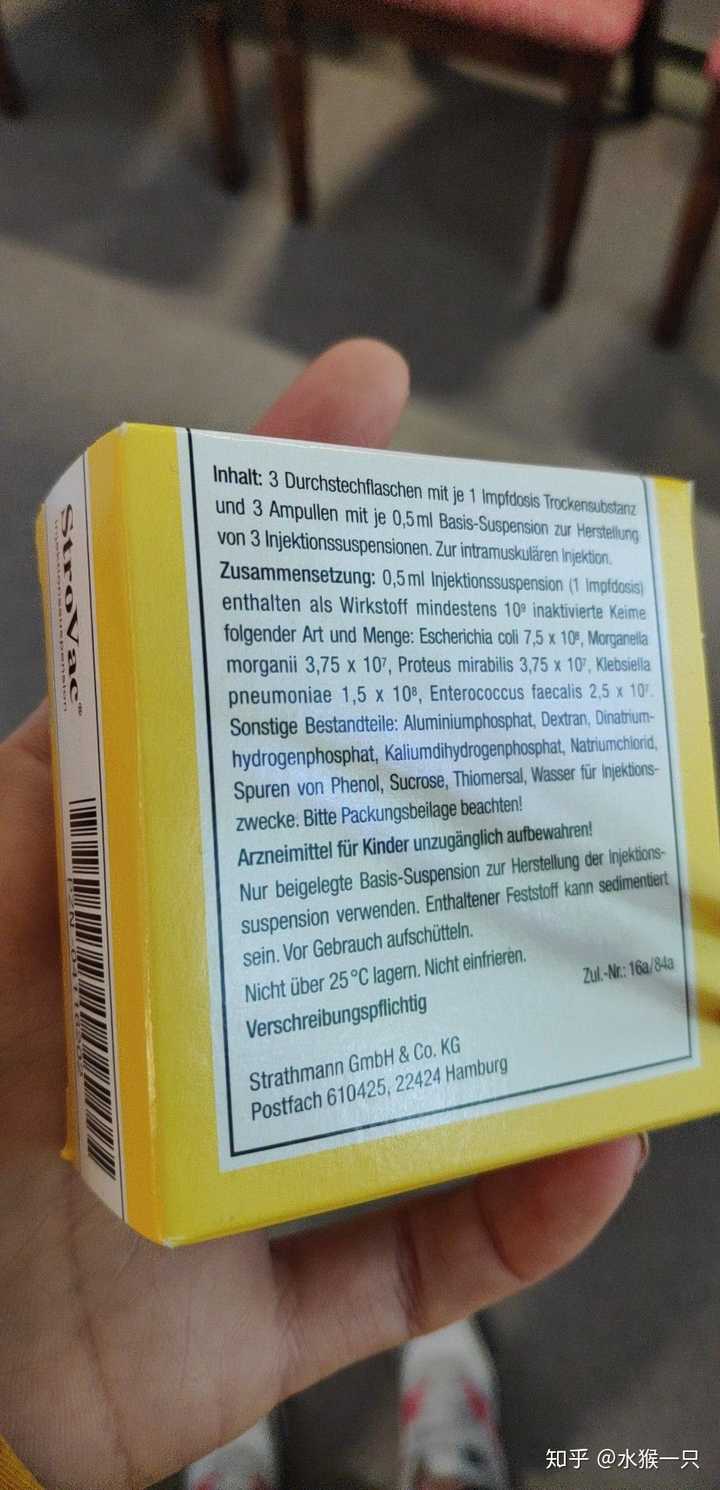 StroVac®
Injektionssuspension
Inhalt: 3 Durchstechflaschen mit je 1 Impfdosis Trockensubstanz
und 3 Ampullen mit je 0,5 ml Basis-Suspension zur Herstellung
von 3 Injektionssuspensionen. Zur intramuskulären Injektion.
Zusammensetzung: 0,5 ml Injektionssuspension (1 Impfdosis)
enthalten als Wirkstoff mindestens 10⁹ inaktivierte Keime
folgender Art und Menge: Escherichia coli 7,5 x 10⁸, Morganella
morganii 3,75 x 10⁷, Proteus mirabilis 3,75 x 10⁷, Klebsiella
pneumoniae 1,5 x 10⁸, Enterococcus faecalis 2,5 x 10⁷.
Sonstige Bestandteile: Aluminiumphosphat, Dextran, Dinatrium-
hydrogenphosphat, Kaliumdihydrogenphosphat, Natriumchlorid,
Spuren von Phenol, Sucrose, Thiomersal, Wasser für Injektions-
zwecke. Bitte Packungsbeilage beachten!
Arzneimittel für Kinder unzugänglich aufbewahren!
Nur beigelegte Basis-Suspension zur Herstellung der Injektions-
suspension verwenden. Enthaltener Feststoff kann sedimentiert
sein. Vor Gebrauch aufschütteln.
Nicht über 25 °C lagern. Nicht einfrieren.
Zul.-Nr.: 16a/84a
Verschreibungspflichtig
Strathmann GmbH & Co. KG
Postfach 610425, 22424 Hamburg
知乎 @水猴一只